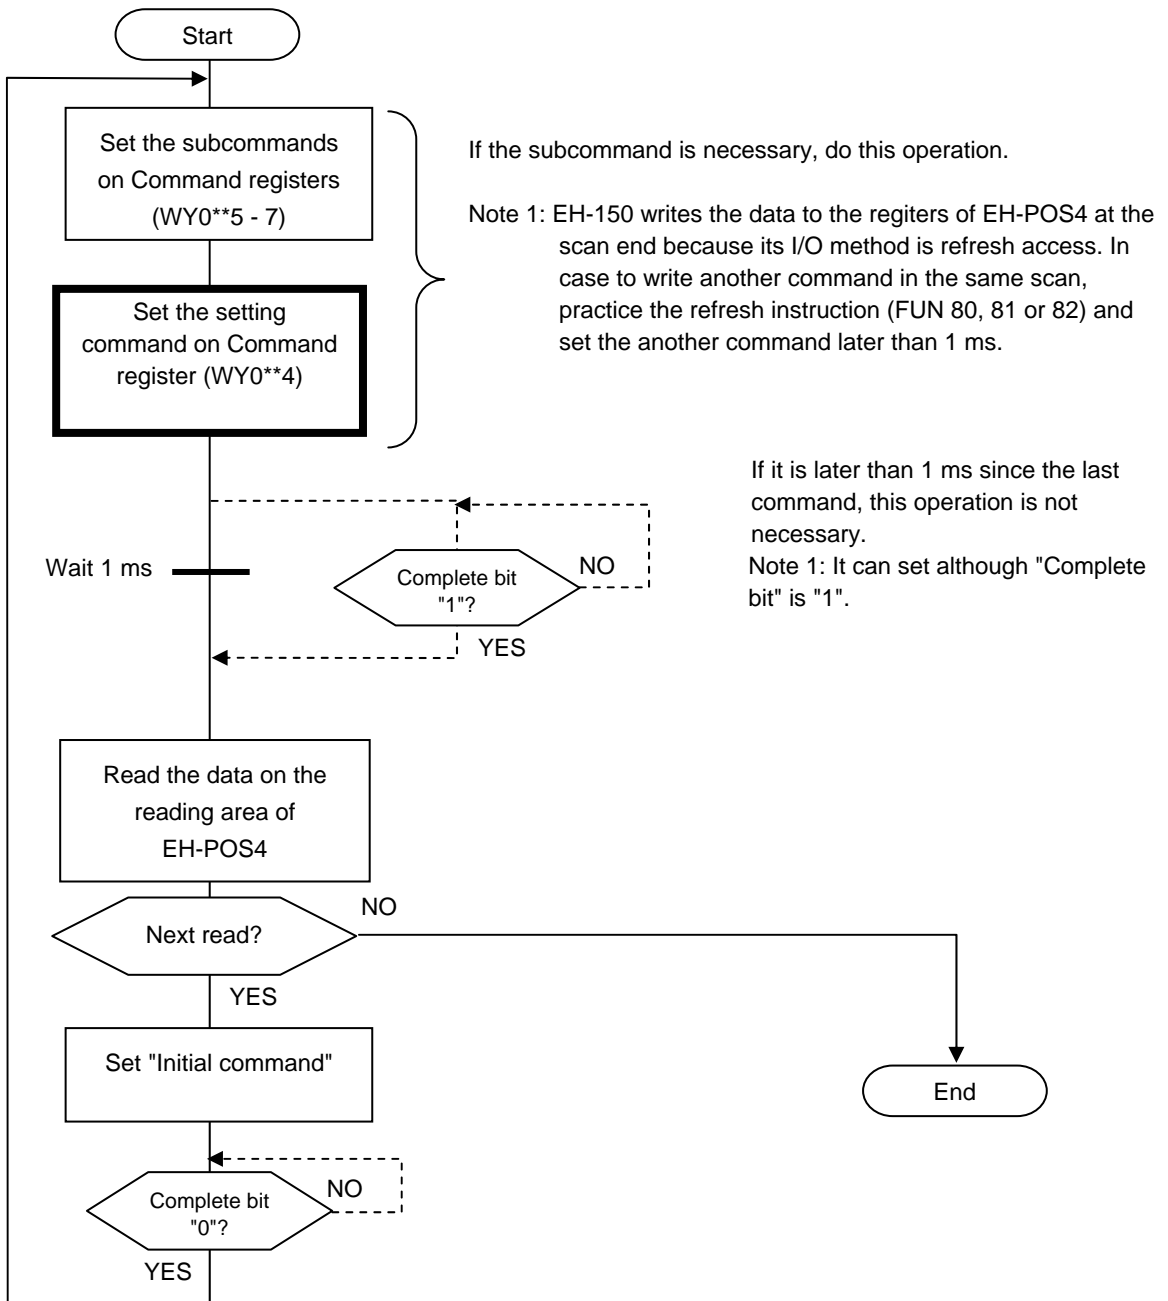 Start
Set the subcommands
on Command registers
(WY0**5 - 7)
If the subcommand is necessary, do this operation.
Note 1: EH-150 writes the data to the regiters of EH-POS4 at the
scan end because its I/O method is refresh access. In
case to write another command in the same scan,
practice the refresh instruction (FUN 80, 81 or 82) and
set the another command later than 1 ms.
Set the setting
command on Command
register (WY0**4)
If it is later than 1 ms since the last
command, this operation is not
necessary.
Note 1: It can set although "Complete
bit" is "1".
Wait 1 ms
Complete bit
"1"?
NO
YES
Read the data on the
reading area of
EH-POS4
Next read?
NO
YES
Set "Initial command"
End
Complete bit
"0"?
NO
YES